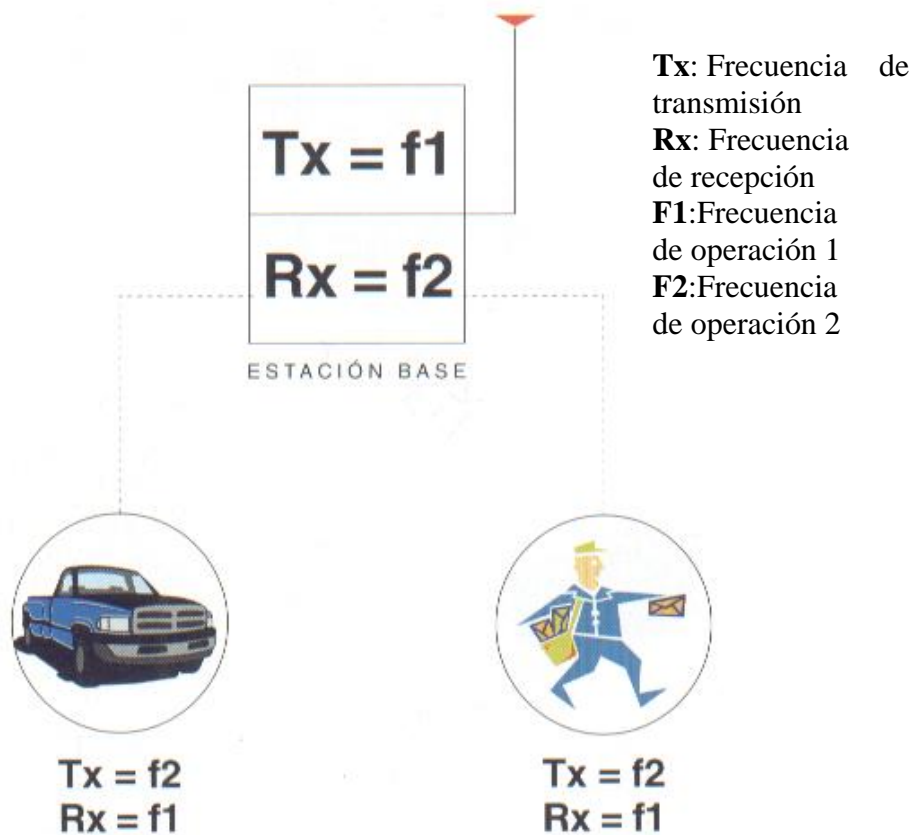 Tx = f1
Rx = f2
ESTACIÓN BASE
Tx: Frecuencia de
transmisión
Rx: Frecuencia
de recepción
F1:Frecuencia
de operación 1
F2:Frecuencia
de operación 2
Tx = f2
Rx = f1
Tx = f2
Rx = f1